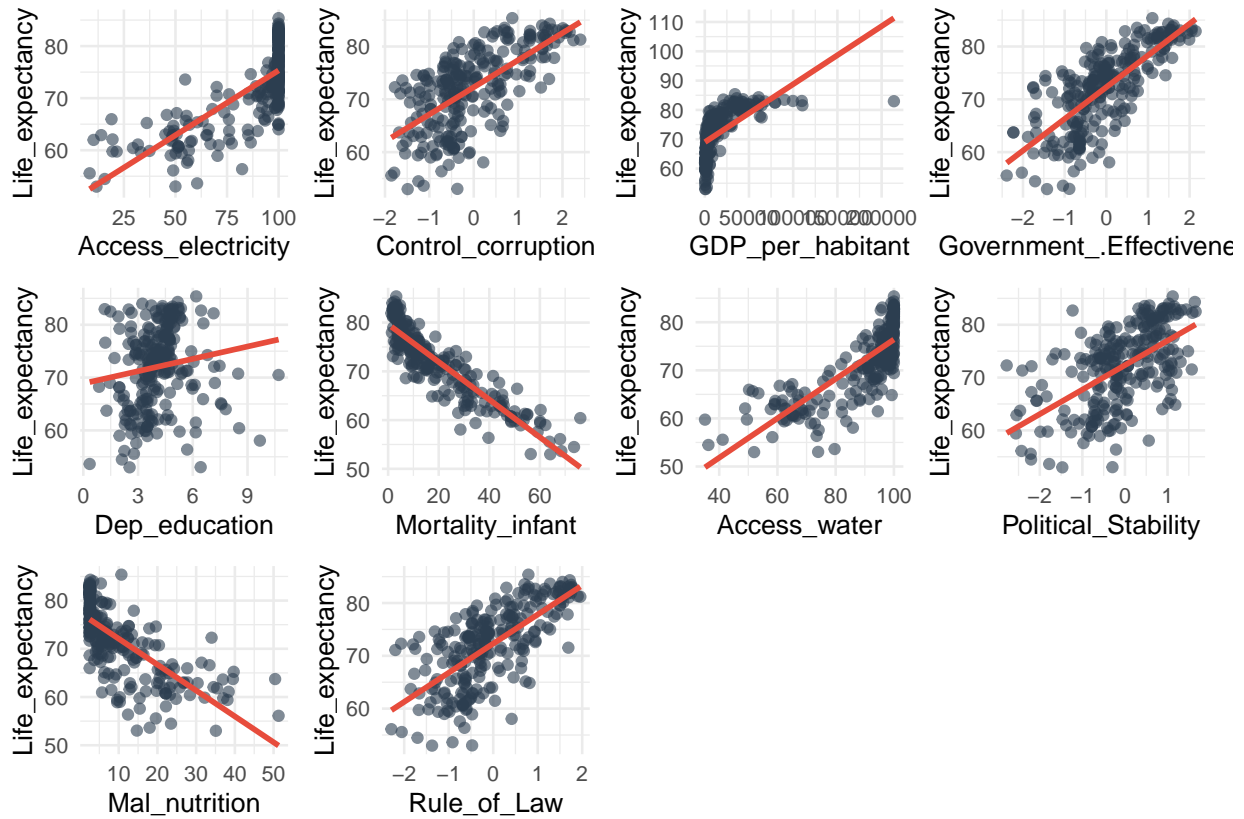 Life_expectancy
80
70
60
25 50 75 100
Access_electricity
Life_expectancy
80
70
60
−2 −1 0 1 2
Control_corruption
Life_expectancy
110
100
90
80
70
60
0 50000 100000 150000 200000
GDP_per_habitant
Life_expectancy
80
70
60
−2 −1 0 1 2
Government_.Effectivene
Life_expectancy
80
70
60
0 3 6 9
Dep_education
Life_expectancy
80
70
60
50
0 20 40 60
Mortality_infant
Life_expectancy
80
70
60
50
40 60 80 100
Access_water
Life_expectancy
80
70
60
−2 −1 0 1
Political_Stability
Life_expectancy
80
70
60
50
10 20 30 40 50
Mal_nutrition
Life_expectancy
80
70
60
−2 −1 0 1 2
Rule_of_Law